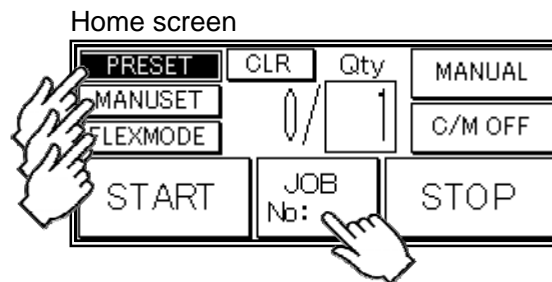 Home screen
PRESET CLR Qty MANUAL
MANUSET 0/ 1 C/M OFF
FLEXMODE
START JOB No: STOP